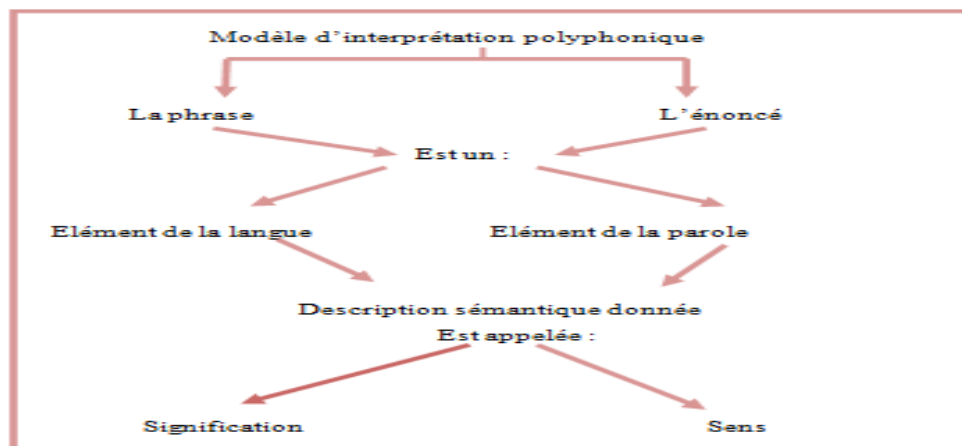 Modèle d'interprétation polyphonique
La phrase
L'énoncé
Est un :
Elément de la langue
Elément de la parole
Description sémantique donnée
Est appelée :
Signification
Sens